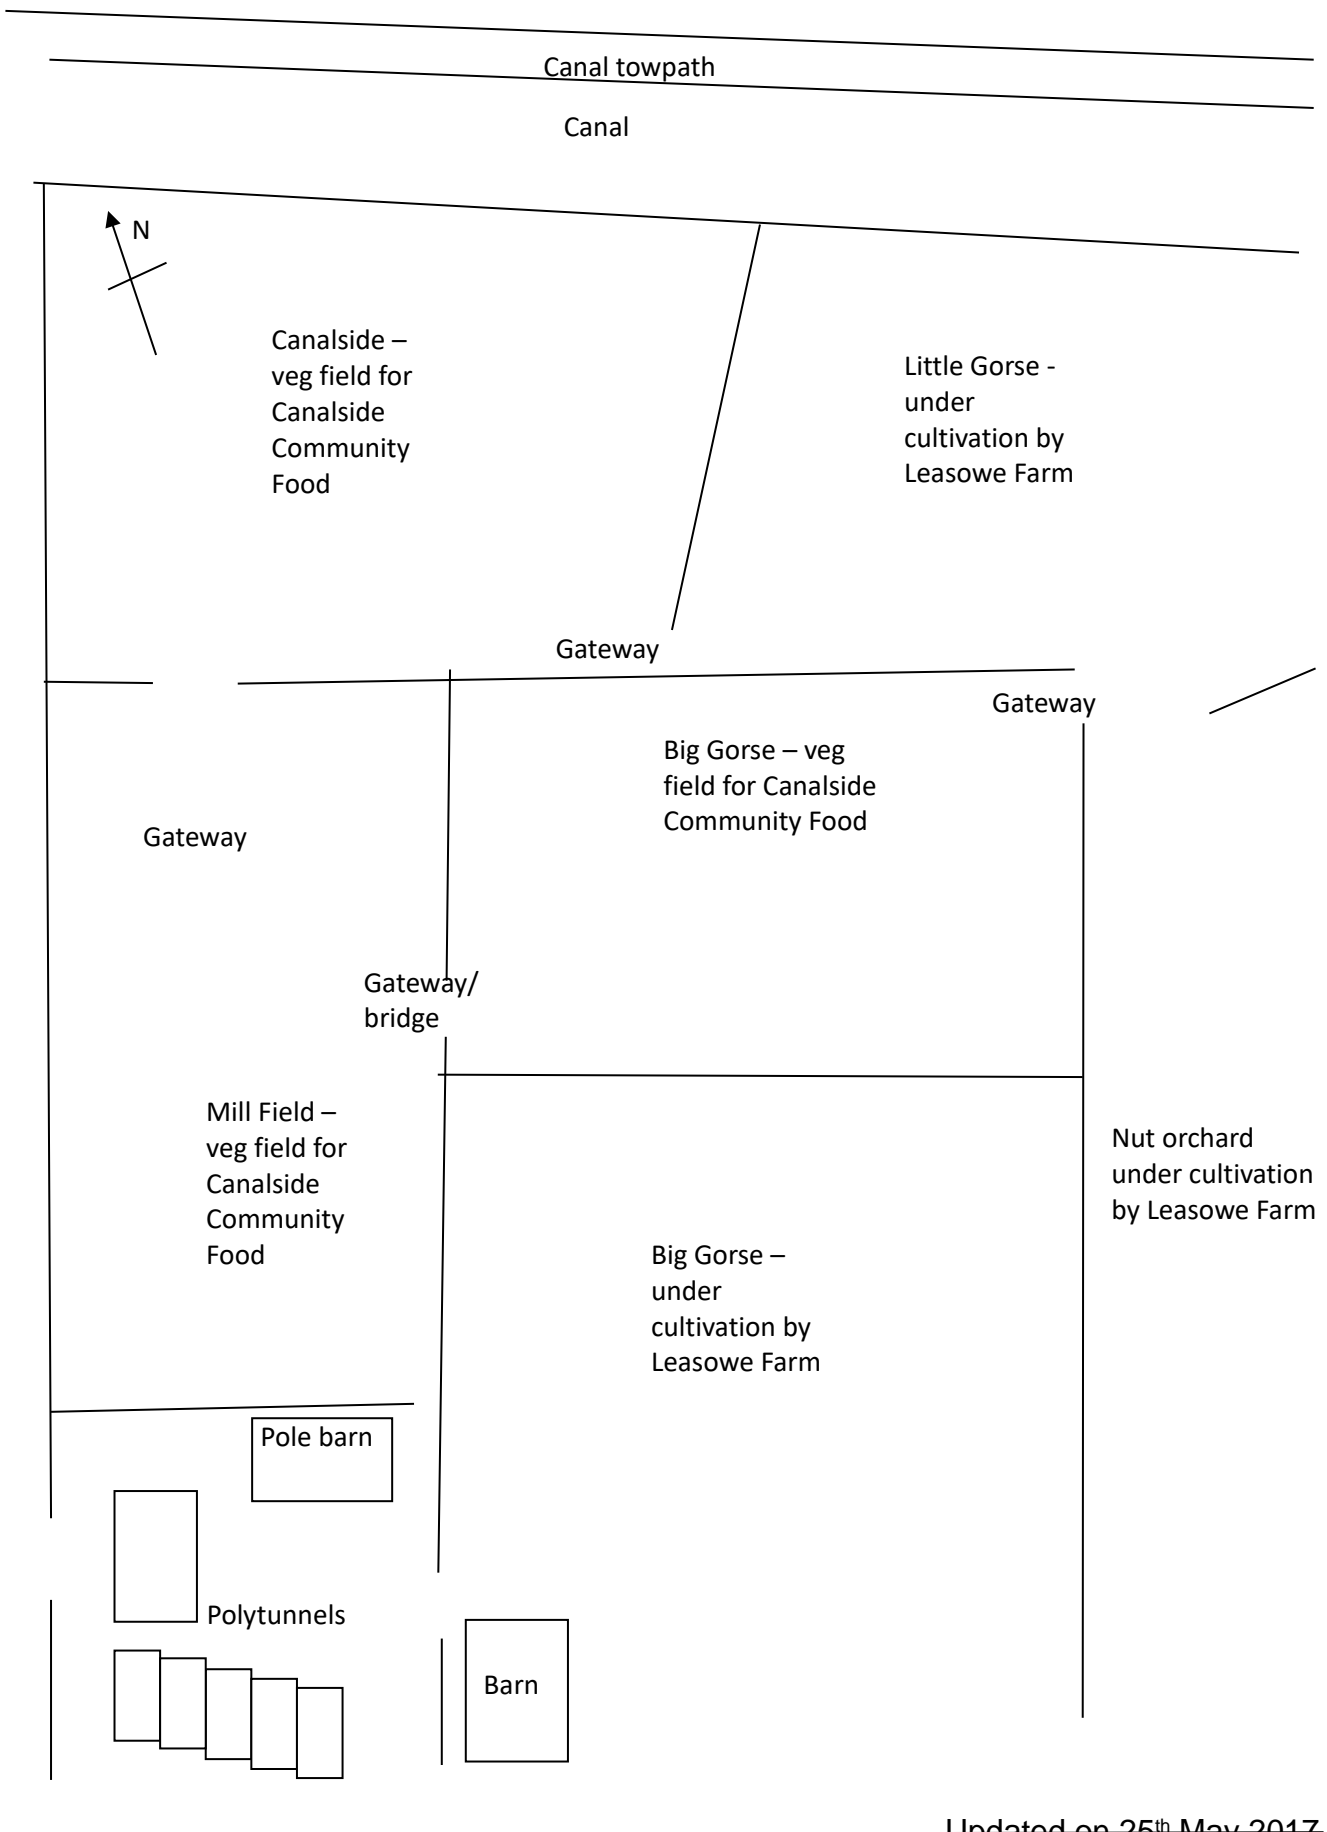 Canal towpath
Canal
N
Canalside –
veg field for
Canalside
Community
Food
Little Gorse -
under
cultivation by
Leasowe Farm
Gateway
Gateway
Big Gorse – veg
field for Canalside
Community Food
Gateway
Gateway/
bridge
Mill Field –
veg field for
Canalside
Community
Food
Nut orchard
under cultivation
by Leasowe Farm
Big Gorse –
under
cultivation by
Leasowe Farm
Pole barn
Polytunnels
Barn
Updated on 25th May 2017